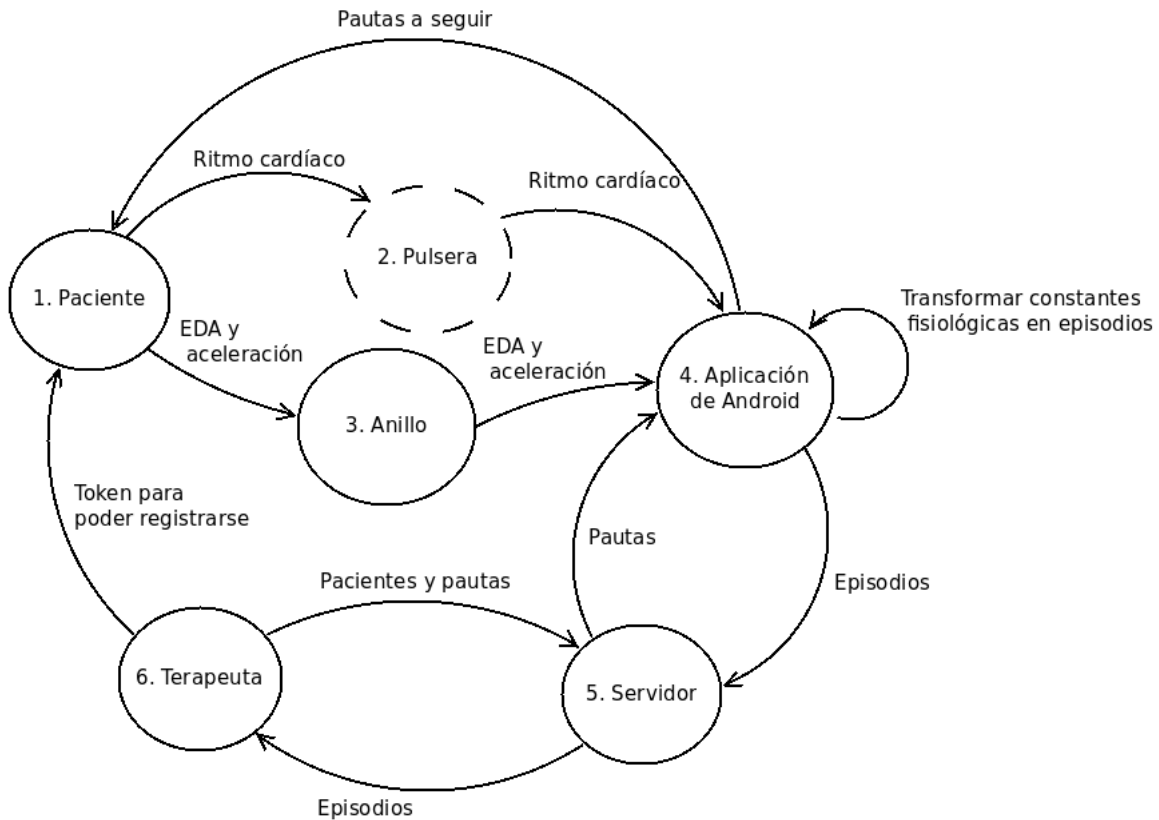 Pautas a seguir
Ritmo cardíaco
Ritmo cardíaco
2. Pulsera
1. Paciente
Transformar constantes
fisiológicas en episodios
EDA y
aceleración
EDA y
aceleración
4. Aplicación
de Android
3. Anillo
Token para
poder registrarse
Pautas
Pacientes y pautas
Episodios
6. Terapeuta
5. Servidor
Episodios